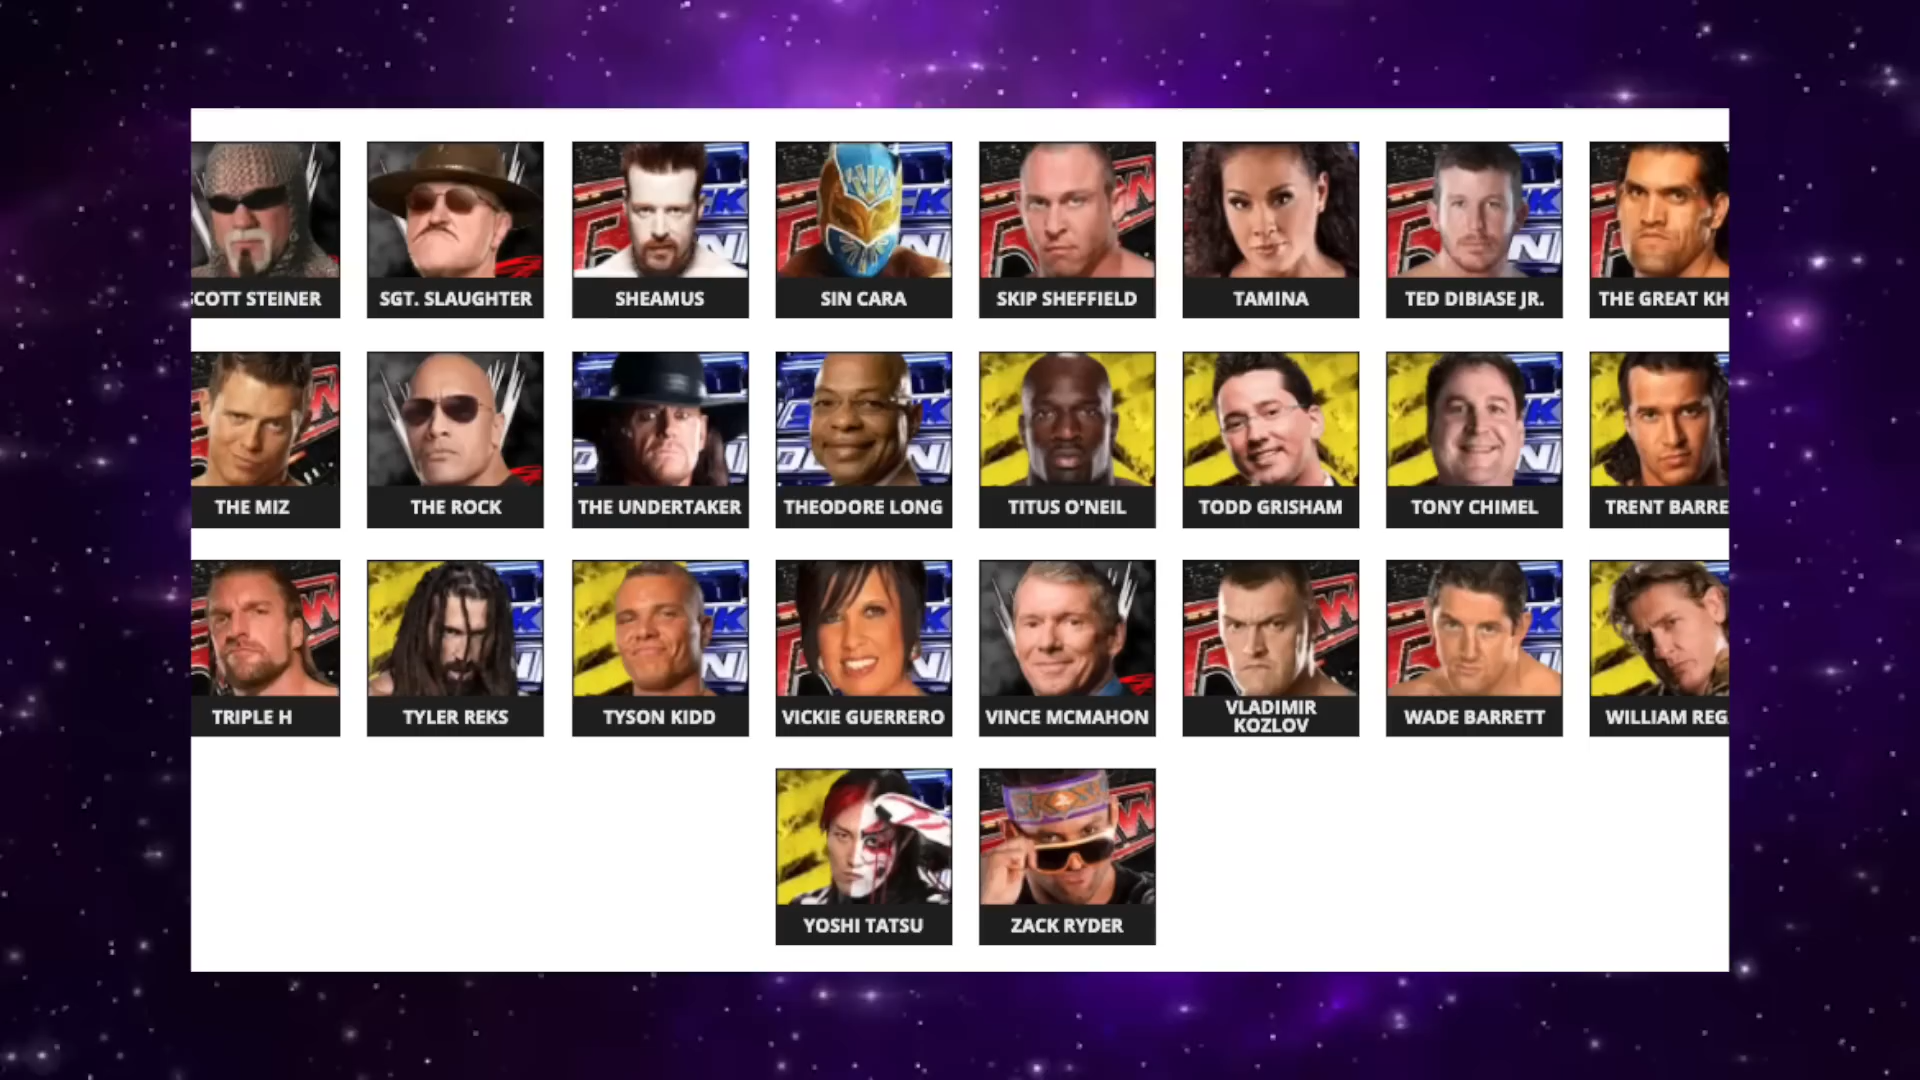 SCOTT STEINER
SGT. SLAUGHTER
SHEAMUS
SIN CARA
SKIP SHEFFIELD
TAMINA
TED DIBIASE JR.
THE GREAT KH
THE MIZ
THE ROCK
THE UNDERTAKER
THEODORE LONG
TITUS O'NEIL
TODD GRISHAM
TONY CHIMEL
TRENT BARRE
TRIPLE H
TYLER REKS
TYSON KIDD
VICKIE GUERRERO
VINCE MCMAHON
VLADIMIR
KOZLOV
WADE BARRETT
WILLIAM REG
YOSHI TATSU
ZACK RYDER